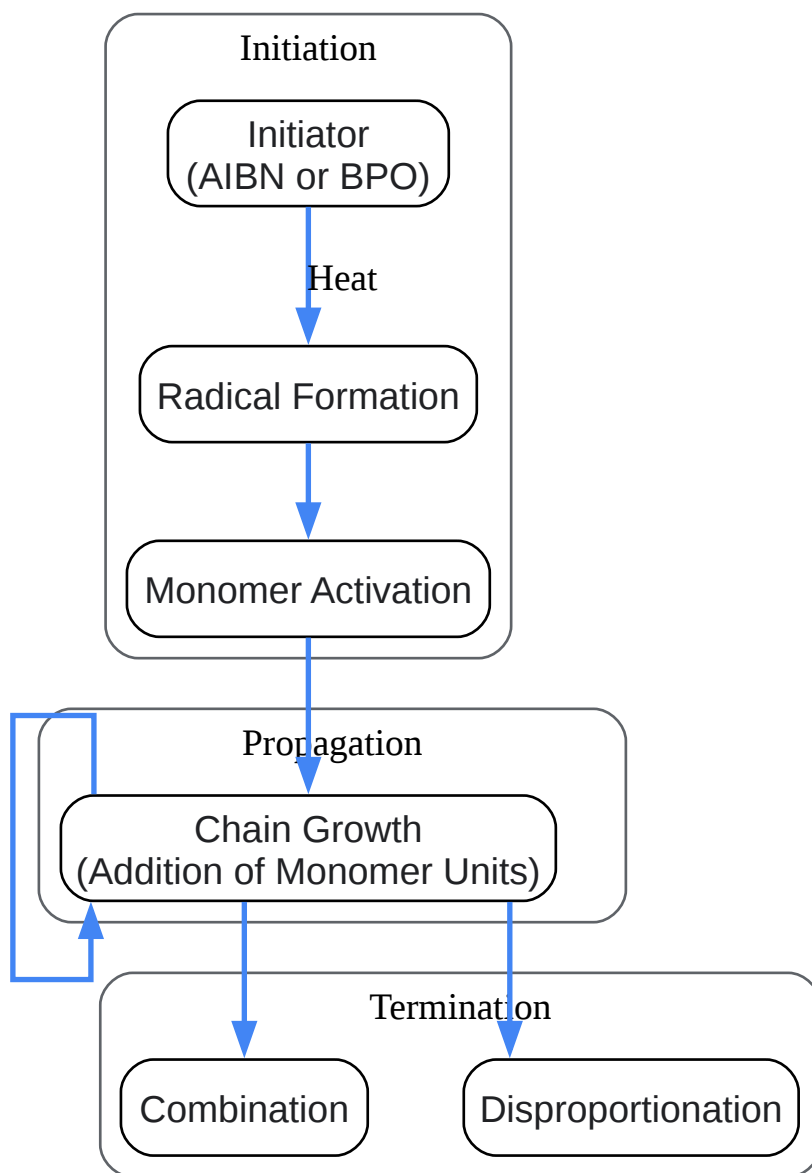 Initiation
Initiator
(AIBN or BPO)
Heat
Radical Formation
Monomer Activation
Propagation
Chain Growth
(Addition of Monomer Units)
Termination
Combination
Disproportionation